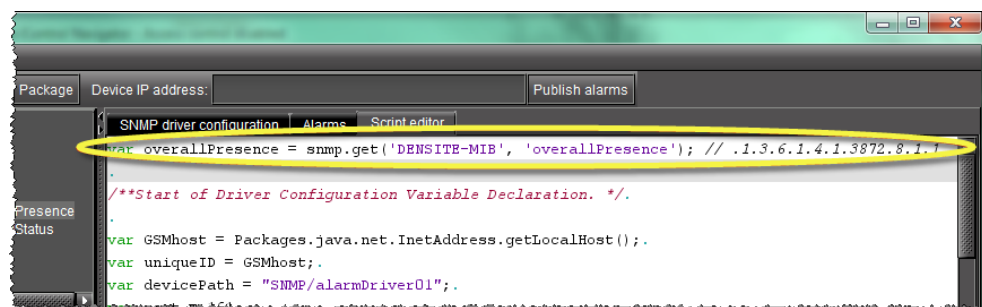 Package Device IP address: Publish alarms
SNMP driver configuration Alarms Script editor
var overallPresence = snmp.get('DENSITE-MIB', 'overallPresence'); // .1.3.6.1.4.1.3872.8.1.1
.
/**Start of Driver Configuration Variable Declaration. */.
Presence
.
Status
var GSMhost = Packages.java.net.InetAddress.getLocalHost();.
var uniqueID = GSMhost;.
var devicePath = "SNMP/alarmDriver01";.